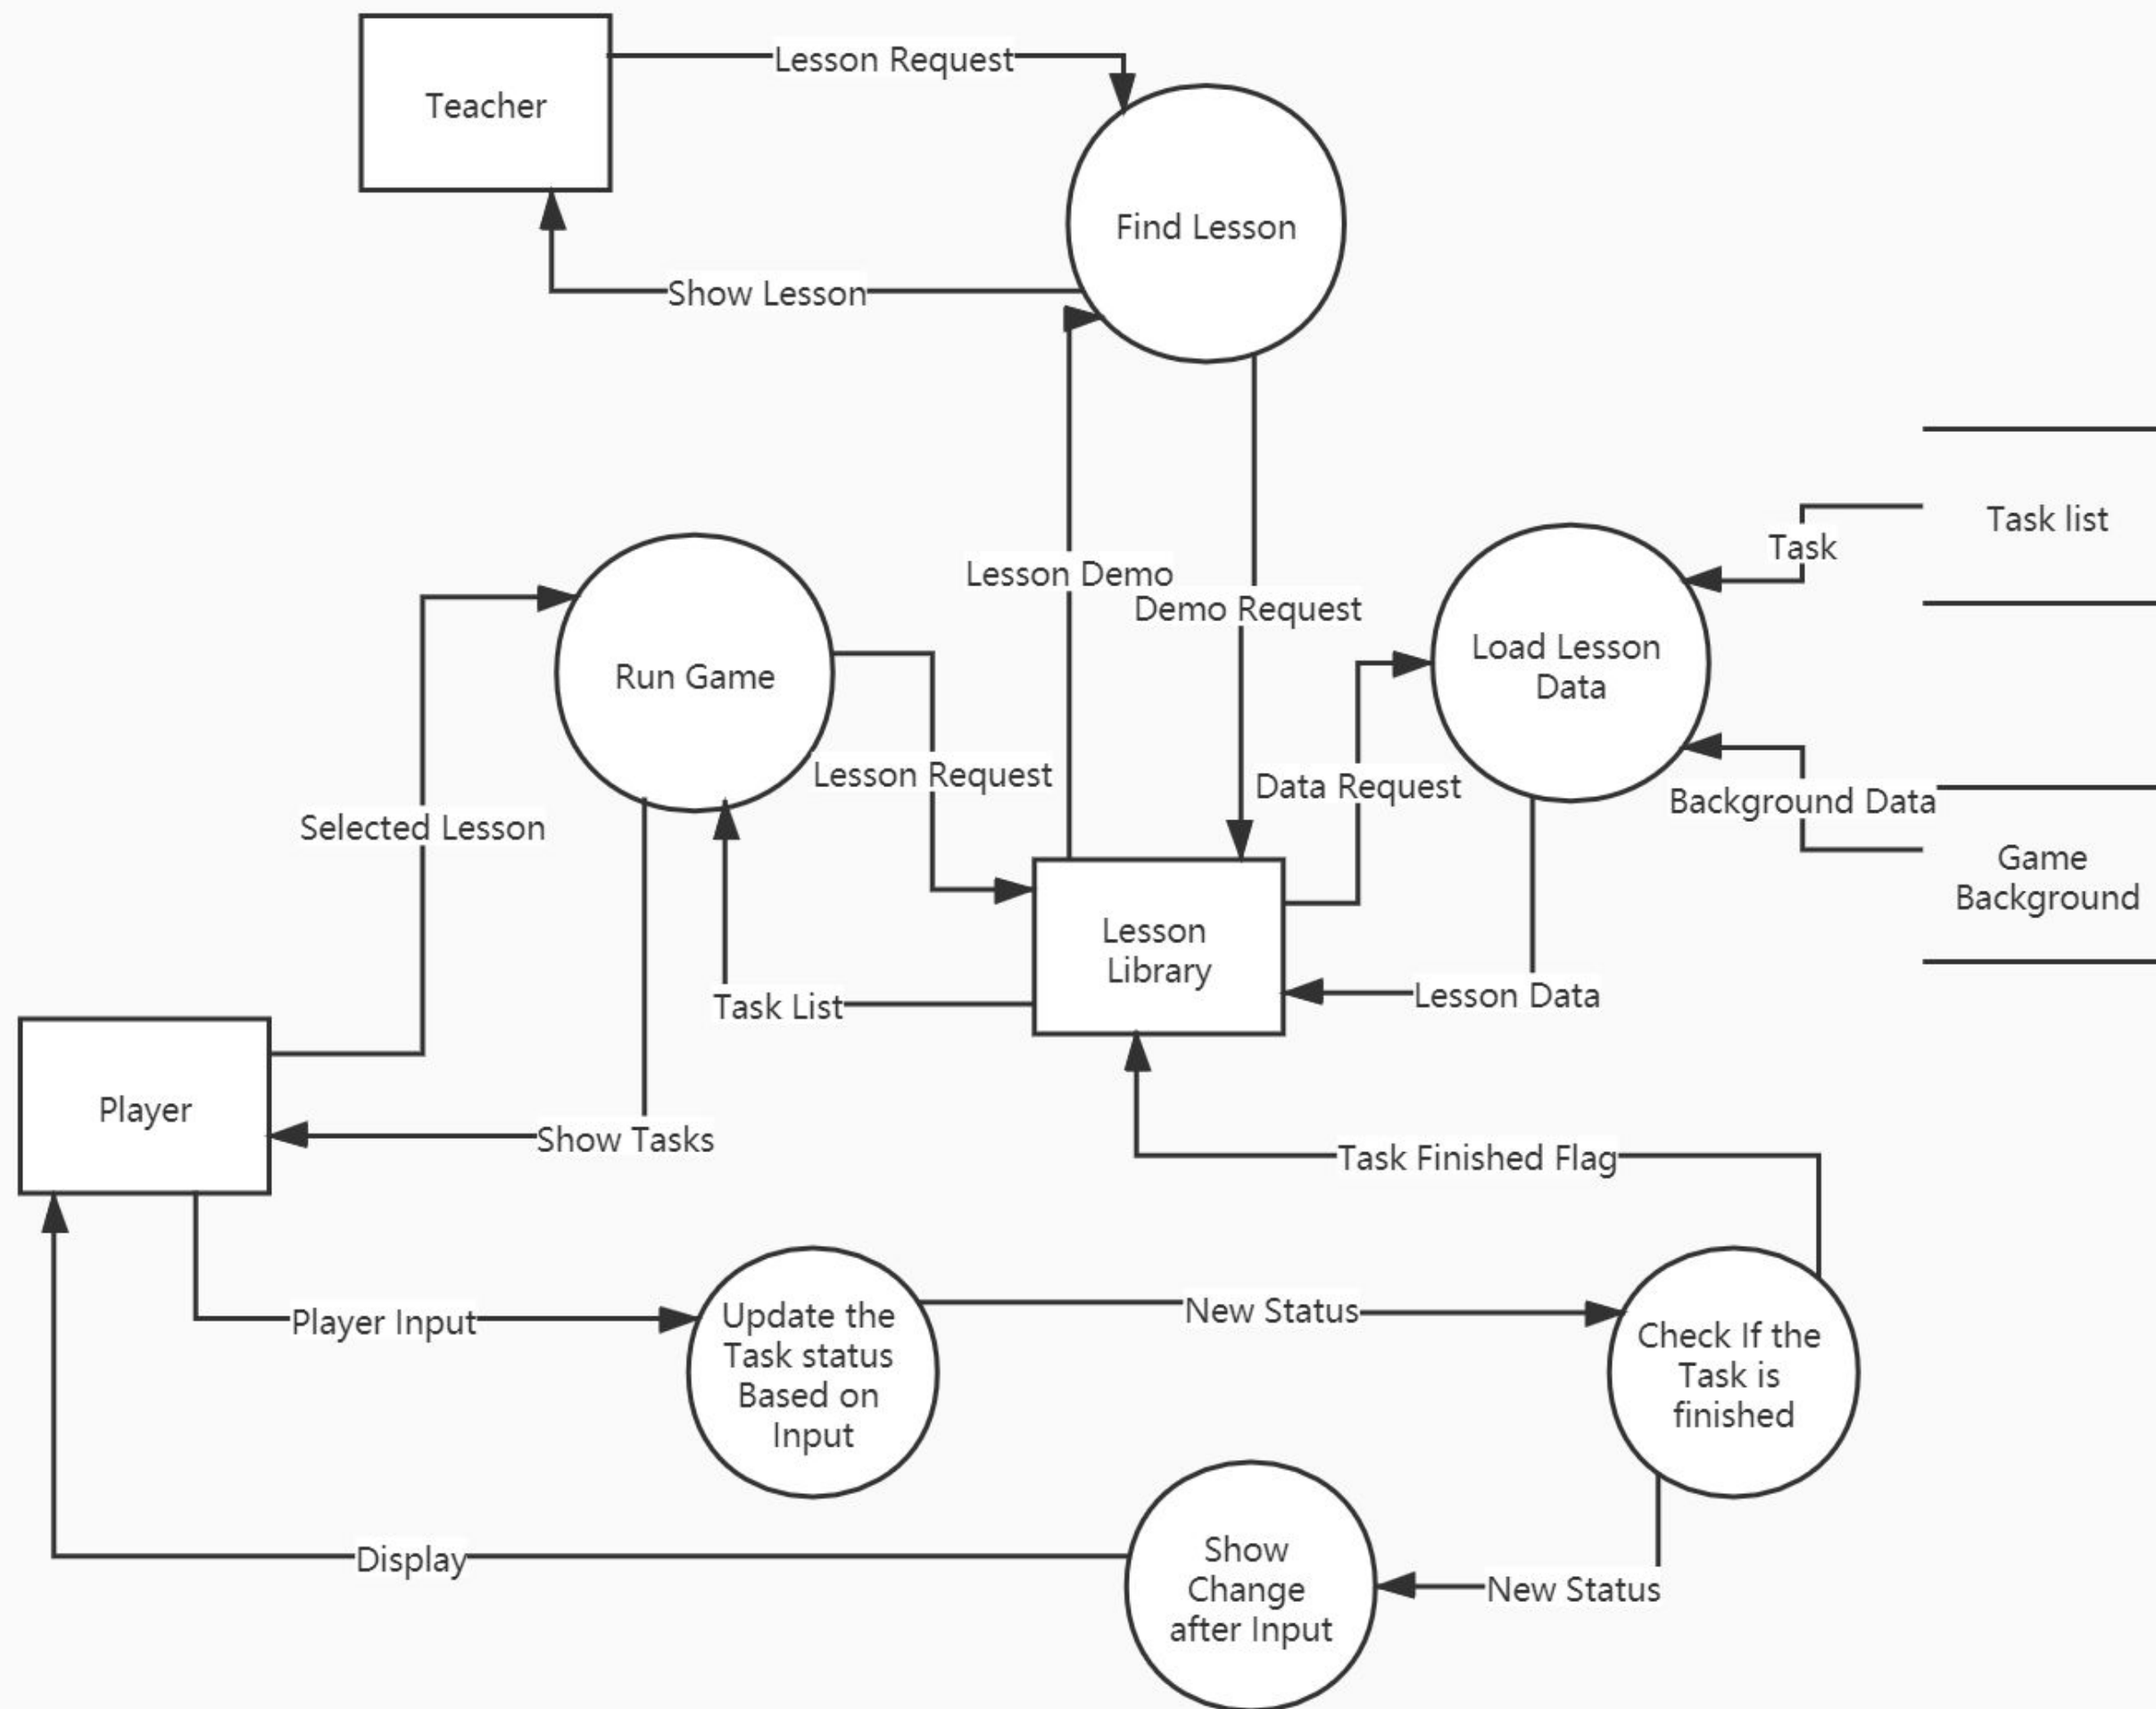 Lesson Request
Teacher
Find Lesson
Show Lesson
Task list
Task
Lesson Demo
Demo Request
Load Lesson
Data
Run Game
Lesson Request
Data Request
Background Data
Selected Lesson
Game
Background
Lesson
Library
Task List
Lesson Data
Player
Show Tasks
Task Finished Flag
Player Input
Update the
Task status
Based on
Input
New Status
Check If the
Task is
finished
Display
Show
Change
after Input
New Status